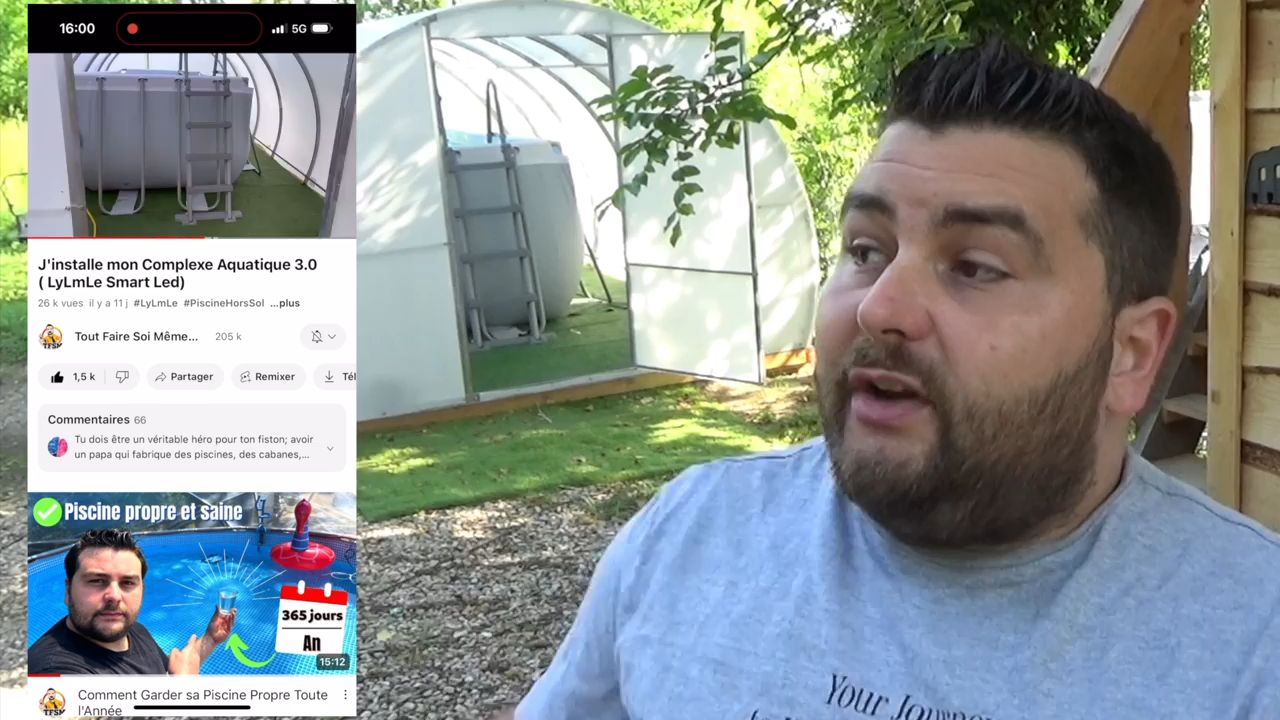 16:00
5G
J'installe mon Complexe Aquatique 3.0
( LyLmLe Smart Led)
26 k vues il y a 11 j #LyLmLe #PiscineHorsSol ...plus
Tout Faire Soi Même... 205 k
1,5 k
Partager
Remixer
Tél
Commentaires 66
Tu dois être un véritable héro pour ton fiston; avoir
un papa qui fabrique des piscines, des cabanes,...
Piscine propre et saine
365 jours
An
15:12
TFSM
Comment Garder sa Piscine Propre Toute
l'Année
Your Journey